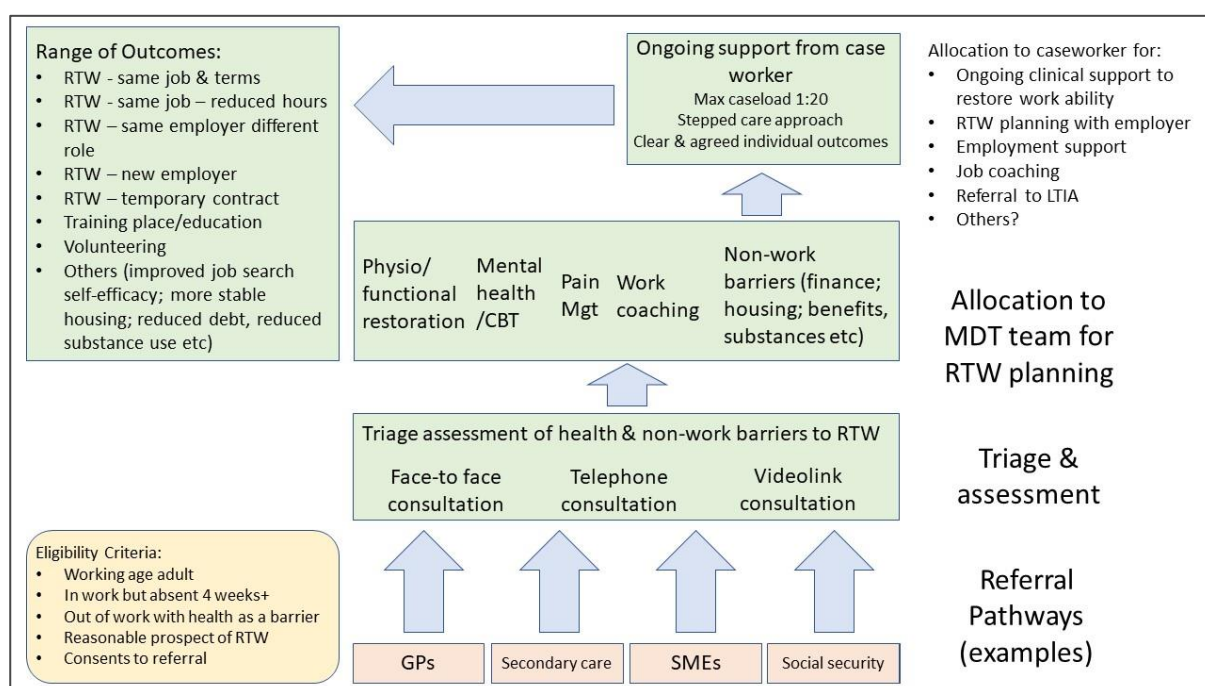 Range of Outcomes:
• RTW - same job & terms
• RTW - same job – reduced hours
• RTW – same employer different
role
• RTW – new employer
• RTW – temporary contract
• Training place/education
• Volunteering
• Others (improved job search
self-efficacy; more stable
housing; reduced debt, reduced
substance use etc)
Ongoing support from case
worker
Max caseload 1:20
Stepped care approach
Clear & agreed individual outcomes
Allocation to caseworker for:
• Ongoing clinical support to
restore work ability
• RTW planning with employer
• Employment support
• Job coaching
• Referral to LTIA
• Others?
Physio/
functional
restoration
Mental
health
/CBT
Pain
Mgt
Work
coaching
Non-work
barriers (finance;
housing; benefits,
substances etc)
Allocation to
MDT team for
RTW planning
Triage assessment of health & non-work barriers to RTW
Face-to face
consultation
Telephone
consultation
Videolink
consultation
Triage &
assessment
Eligibility Criteria:
• Working age adult
• In work but absent 4 weeks+
• Out of work with health as a barrier
• Reasonable prospect of RTW
• Consents to referral
GPs
Secondary care
SMEs
Social security
Referral
Pathways
(examples)